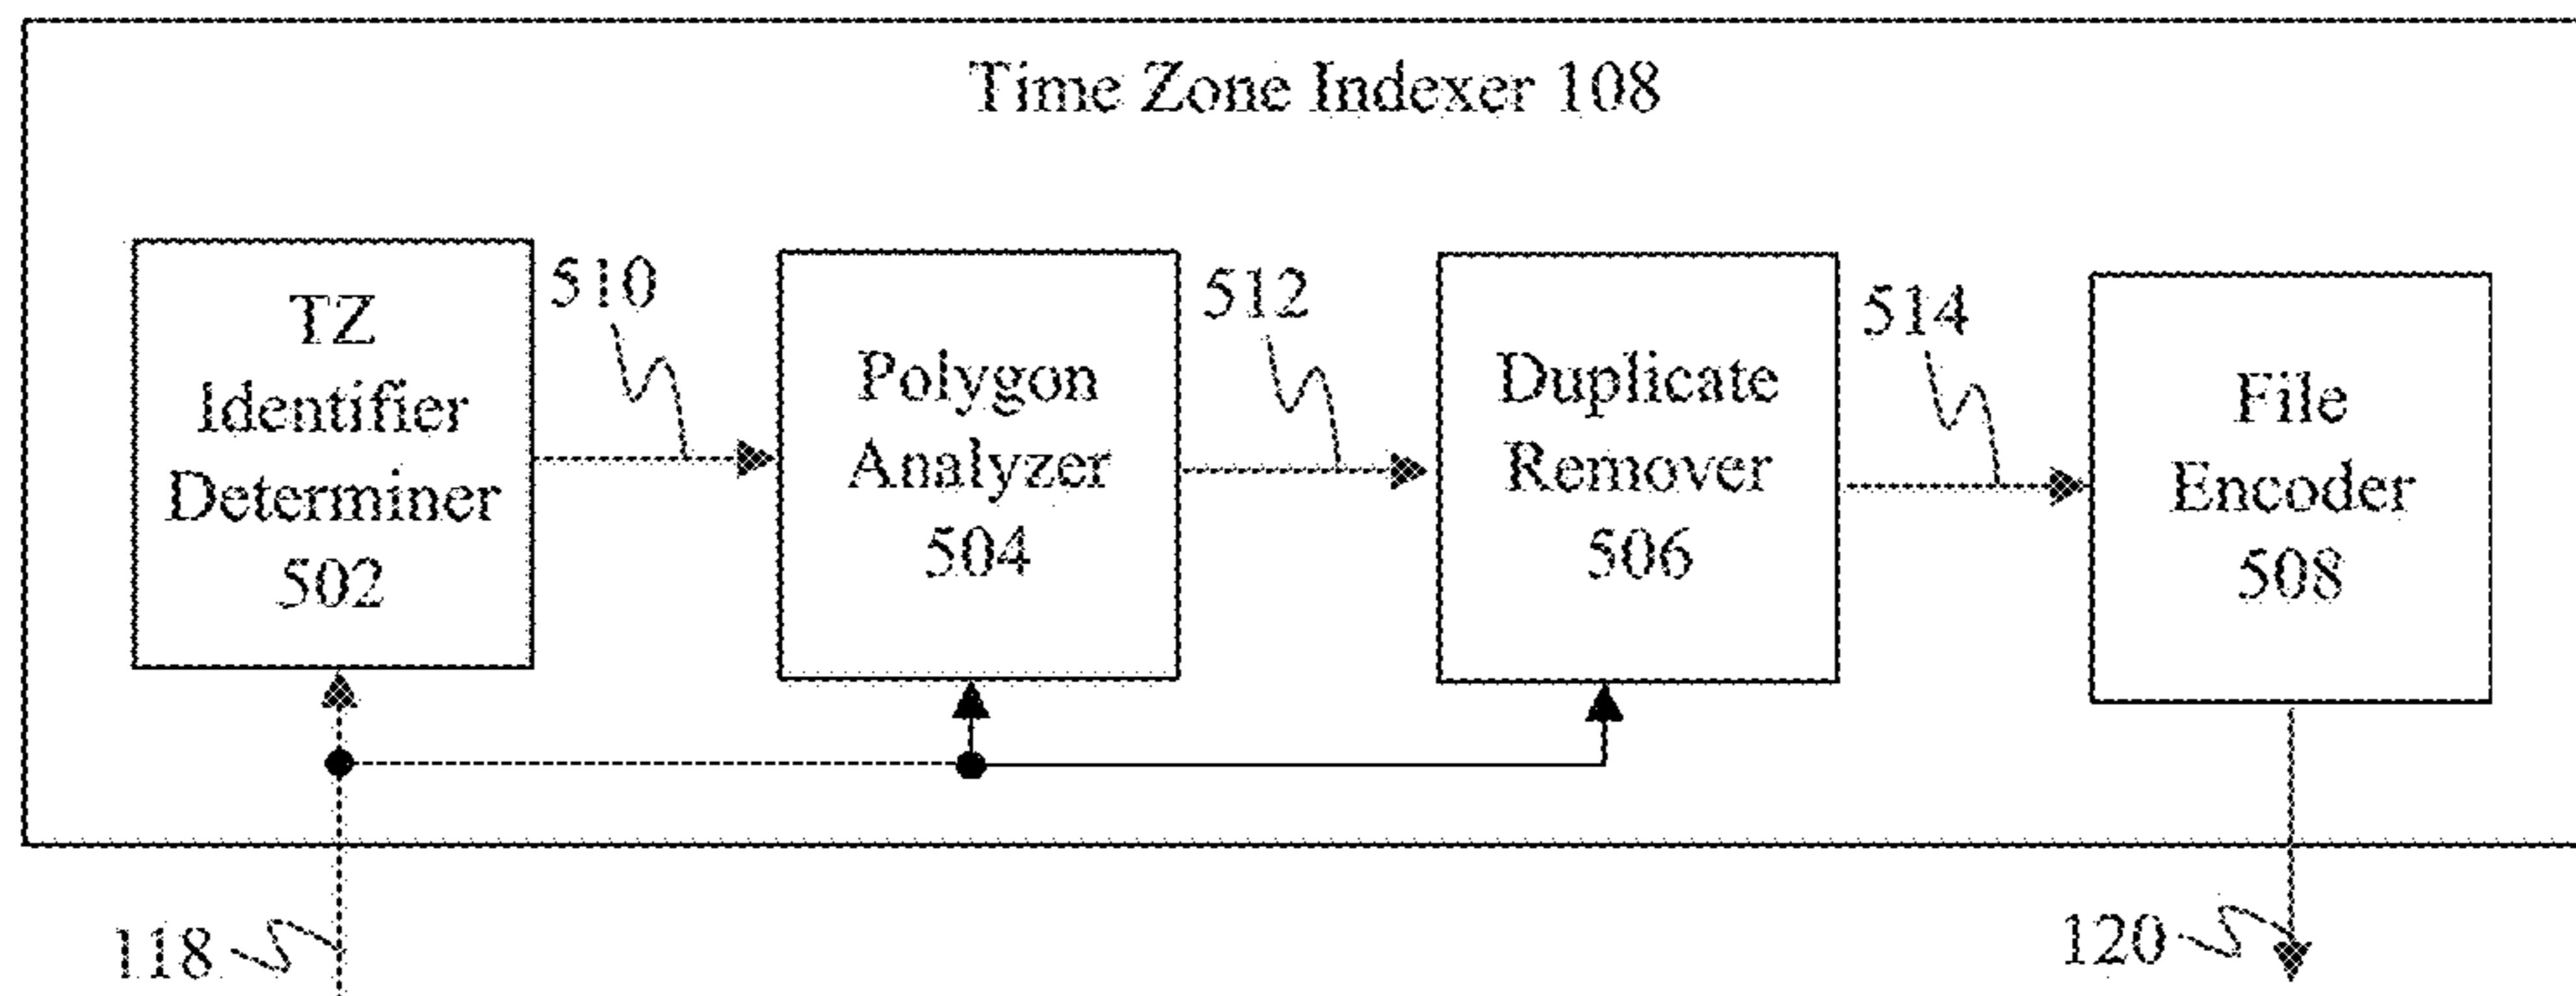 Time Zone Indexer 108
TZ
Identifier
Determiner
502
510
Polygon
Analyzer
504
512
Duplicate
Remover
506
514
File
Encoder
508
118
120